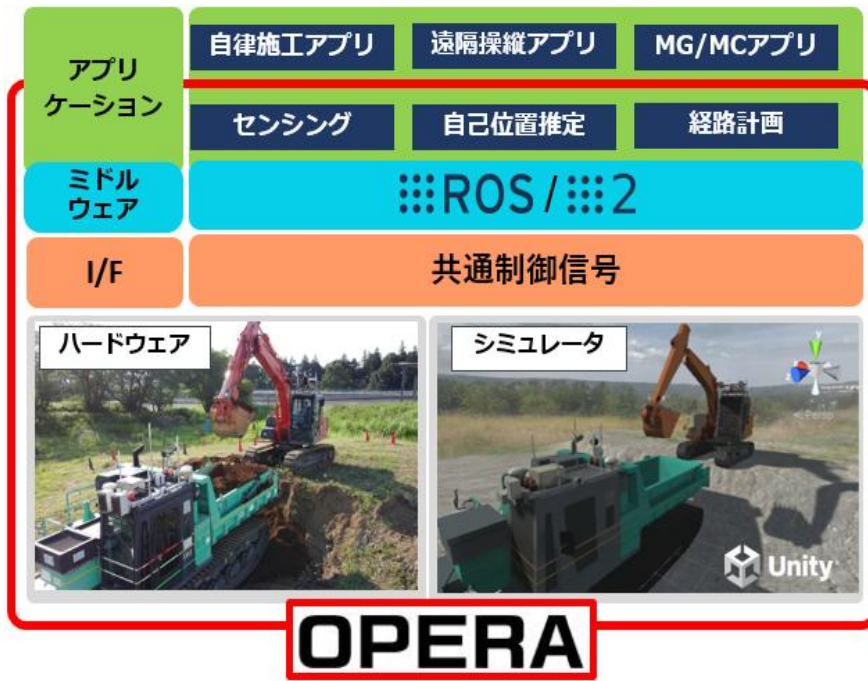 アプリ
ケーション
自律施工アプリ
遠隔操縦アプリ
MG/MCアプリ
センシング
自己位置推定
経路計画
ミドル
ウェア
ROS / 2
I/F
共通制御信号
ハードウェア
シミュレータ
y
Unity
OPERA